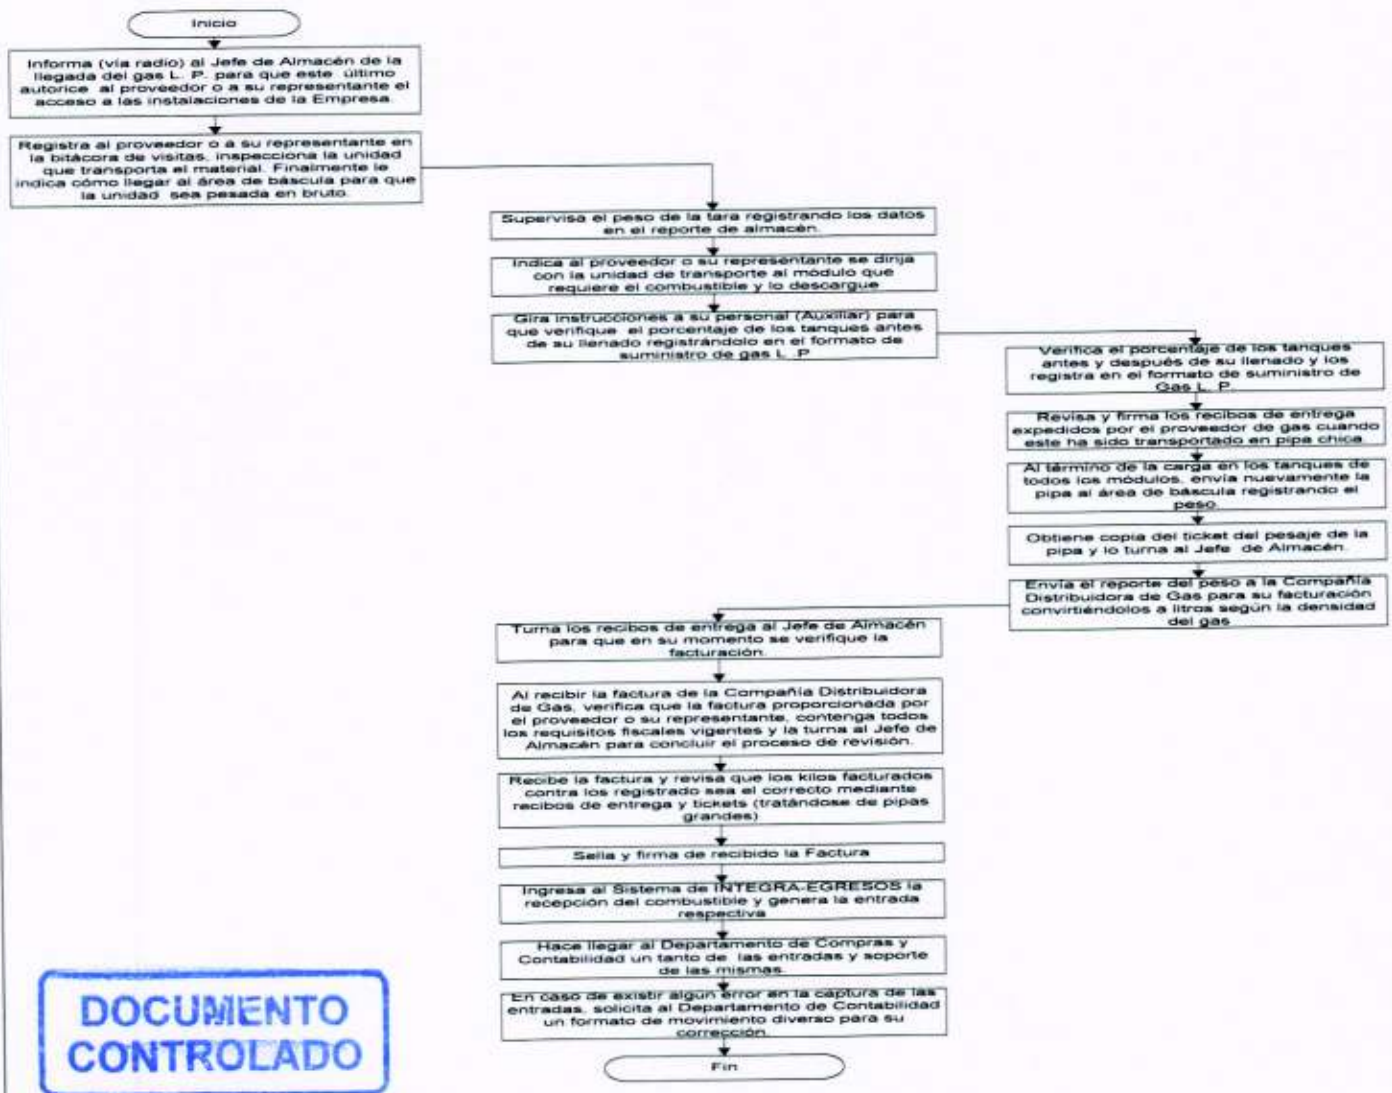 Inicio
Informa (vía radio) al Jefe de Almacén de la
llegada del gas L. P. para que este último
autorice al proveedor o a su representante el
acceso a las instalaciones de la Empresa.
Registra al proveedor o a su representante en
la bitácora de visitas, inspecciona la unidad
que transporta el material. Finalmente le
indica cómo llegar al área de báscula para que
la unidad sea pesada en bruto.
Supervisa el peso de la tara registrando los datos
en el reporte de almacén.
Indica al proveedor o su representante se dirija
con la unidad de transporte al módulo que
requiere el combustible y lo descargue
Gira instrucciones a su personal (Auxiliar) para
que verifique el porcentaje de los tanques antes
de su llenado registrándolo en el formato de
suministro de gas L .P
Verifica el porcentaje de los tanques
antes y después de su llenado y los
registra en el formato de suministro de
Gas L. P.
Revisa y firma los recibos de entrega
expedidos por el proveedor de gas cuando
este ha sido transportado en pipa chica
Al término de la carga en los tanques de
todos los módulos, envía nuevamente la
pipa al área de báscula registrando el
peso.
Obtiene copia del ticket del pesaje de la
pipa y lo turna al Jefe de Almacén.
Envía el reporte del peso a la Compañía
Distribuidora de Gas para su facturación
convirtiéndolos a litros según la densidad
del gas
Turna los recibos de entrega al Jefe de Almacén
para que en su momento se verifique la
facturación.
Al recibir la factura de la Compañía Distribuidora
de Gas, verifica que la factura proporcionada por
el proveedor o su representante, contenga todos
los requisitos fiscales vigentes y la turna al Jefe de
Almacén para concluir el proceso de revisión.
Recibe la factura y revisa que los kilos facturados
contra los registrado sea el correcto mediante
recibos de entrega y tickets (tratándose de pipas
grandes)
Sella y firma de recibido la Factura
Ingresa al Sistema de INTEGRA-EGRESOS la
recepción del combustible y genera la entrada
respectiva
Hace llegar al Departamento de Compras y
Contabilidad un tanto de las entradas y soporte
de las mismas.
En caso de existir algun error en la captura de las
entradas, solicita al Departamento de Contabilidad
un formato de movimiento diverso para su
corrección.
Fin
DOCUMENTO
CONTROLADO